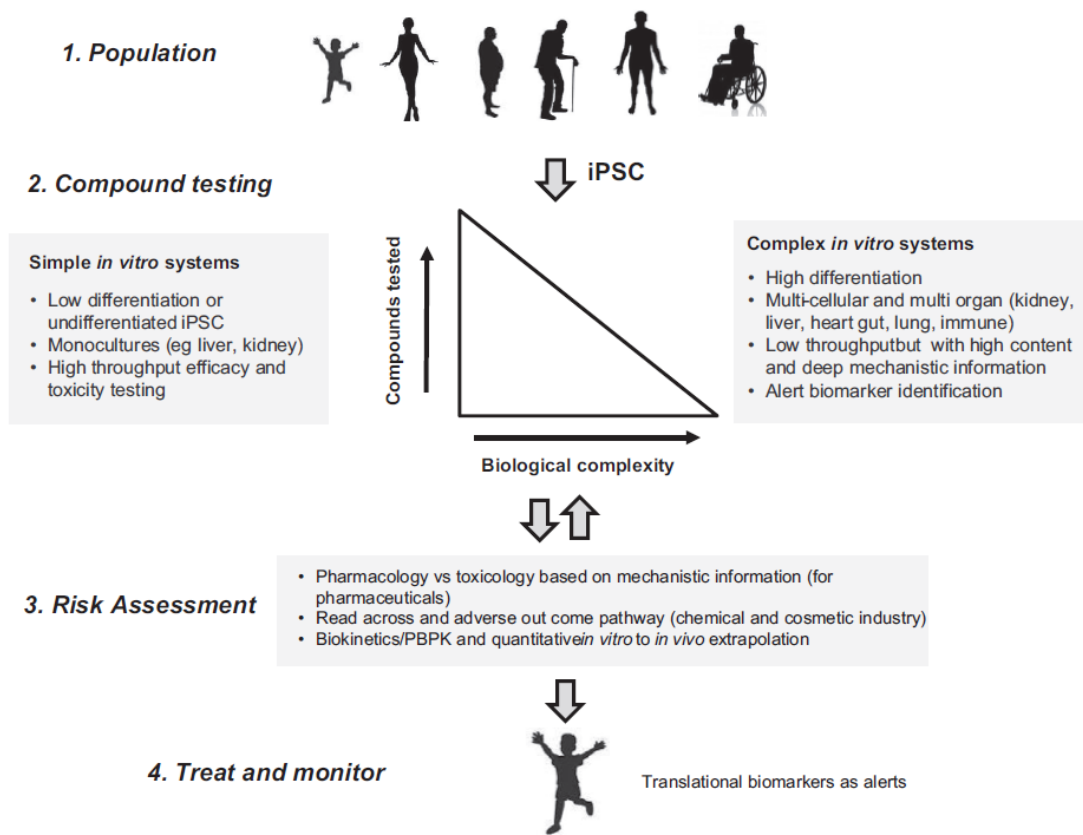 1. Population
iPSC
2. Compound testing
Simple in vitro systems
• Low differentiation or
undifferentiated iPSC
• Monocultures (eg liver, kidney)
• High throughput efficacy and
toxicity testing
Compounds tested
Biological complexity
Complex in vitro systems
• High differentiation
• Multi-cellular and multi organ (kidney,
liver, heart gut, lung, immune)
• Low throughputbut with high content
and deep mechanistic information
• Alert biomarker identification
3. Risk Assessment
• Pharmacology vs toxicology based on mechanistic information (for
pharmaceuticals)
• Read across and adverse out come pathway (chemical and cosmetic industry)
• Biokinetics/PBPK and quantitativein vitro to in vivo extrapolation
4. Treat and monitor
Translational biomarkers as alerts